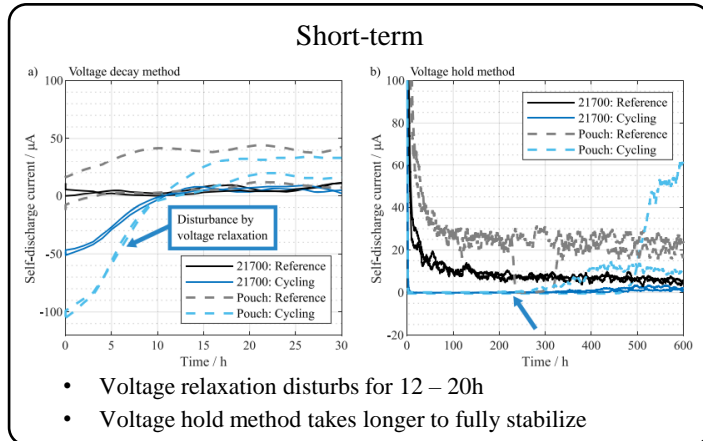 Short-term
a) Voltage decay method
Self-discharge current / µA
100
50
0
-50
-100
0 5 10 15 20 25 30
Time / h
Disturbance by
voltage relaxation
21700: Reference
21700: Cycling
Pouch: Reference
Pouch: Cycling
b) Voltage hold method
Self-discharge current / µA
100
80
60
40
20
0
-20
0 100 200 300 400 500 600
Time / h
21700: Reference
21700: Cycling
Pouch: Reference
Pouch: Cycling
• Voltage relaxation disturbs for 12 – 20h
• Voltage hold method takes longer to fully stabilize